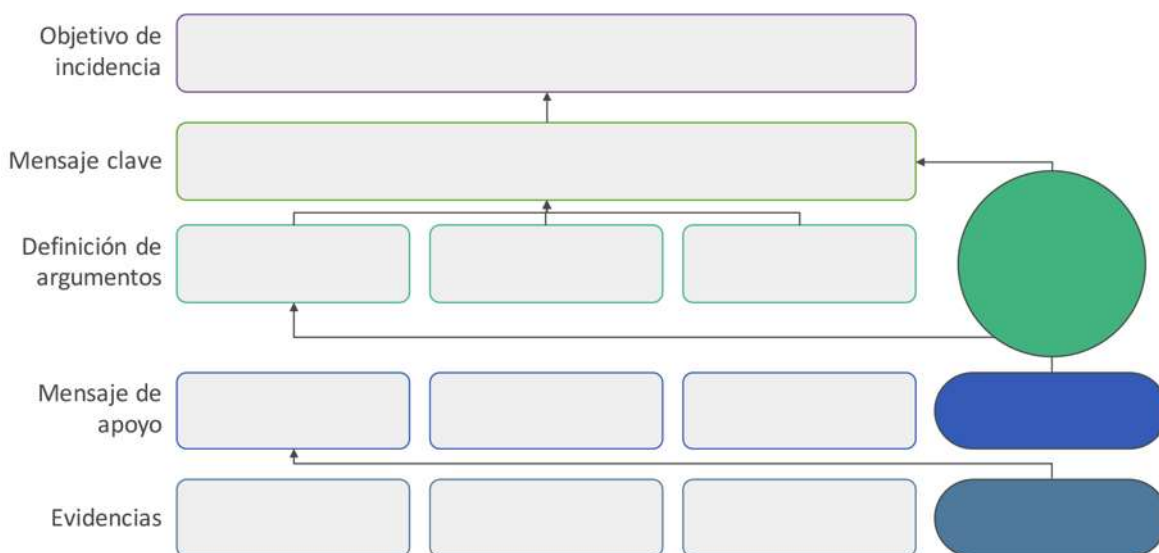 Objetivo de
incidencia
Mensaje clave
Definición de
argumentos
Mensaje de
apoyo
Evidencias